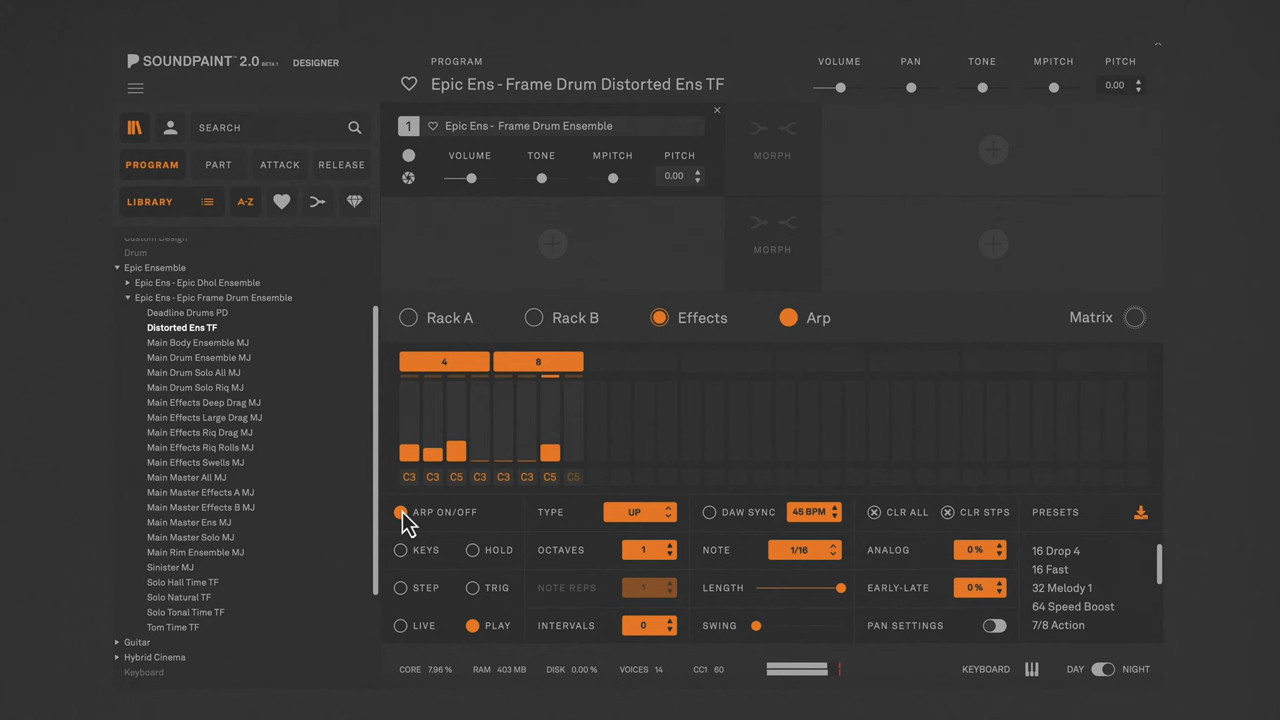 SOUNDPAINT™ 2.0 BETA 1 DESIGNER
PROGRAM
Epic Ens - Frame Drum Distorted Ens TF
VOLUME PAN TONE MPITCH PITCH
0.00
SEARCH
PROGRAM PART ATTACK RELEASE
LIBRARY A-Z
1 Epic Ens - Frame Drum Ensemble
VOLUME TONE MPITCH PITCH
0.00
MORPH
MORPH
Custom Design
Drum
Epic Ensemble
Epic Ens - Epic Dhol Ensemble
Epic Ens - Epic Frame Drum Ensemble
Deadline Drums PD
Distorted Ens TF
Main Body Ensemble MJ
Main Drum Ensemble MJ
Main Drum Solo All MJ
Main Drum Solo Riq MJ
Main Effects Deep Drag MJ
Main Effects Large Drag MJ
Main Effects Riq Drag MJ
Main Effects Riq Rolls MJ
Main Effects Swells MJ
Main Master All MJ
Main Master Effects A MJ
Main Master Effects B MJ
Main Master Ens MJ
Main Master Solo MJ
Main Rim Ensemble MJ
Sinister MJ
Solo Hall Time TF
Solo Natural TF
Solo Tonal Time TF
Tom Time TF
Guitar
Hybrid Cinema
Keyboard
Rack A Rack B Effects Arp Matrix
4 8
C3 C3 C5 C3 C3 C3 C5 C5
ARP ON/OFF TYPE UP DAW SYNC 45 BPM CLR ALL CLR STPS PRESETS
KEYS HOLD OCTAVES 1 NOTE 1/16 ANALOG 0 %
STEP TRIG NOTE REPS 1 LENGTH EARLY-LATE 0 %
LIVE PLAY INTERVALS 0 SWING PAN SETTINGS
16 Drop 4
16 Fast
32 Melody 1
64 Speed Boost
7/8 Action
CORE 7.96 % RAM 403 MB DISK 0.00 % VOICES 14 CC1 60 KEYBOARD DAY NIGHT